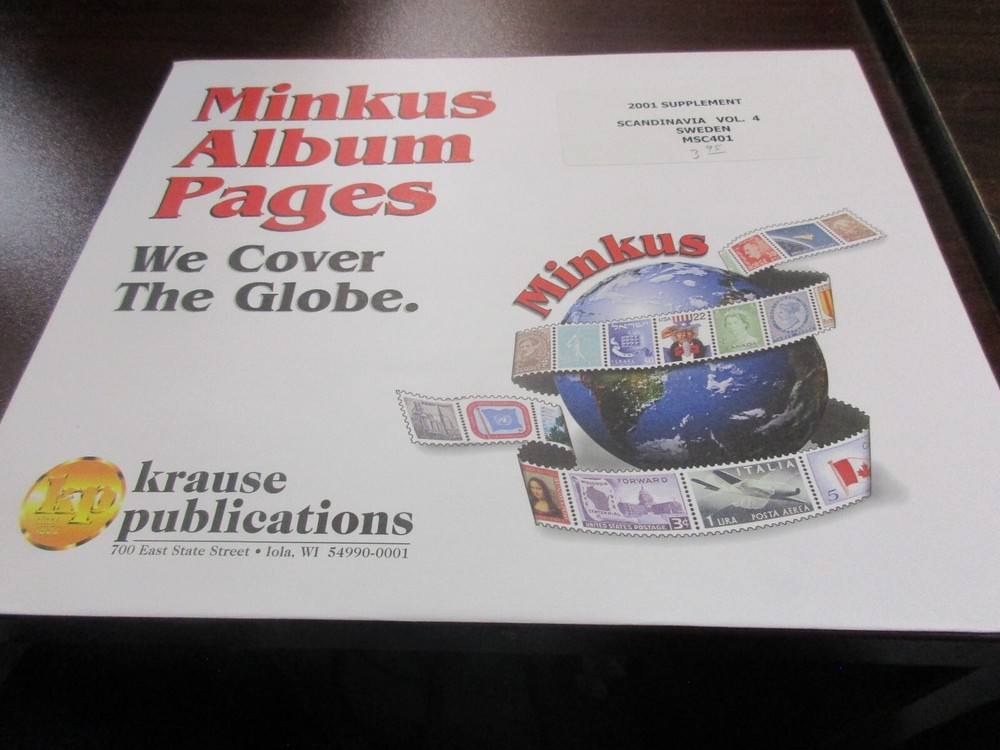 Minkus
Album
Pages
We Cover
The Globe.
2001 SUPPLEMENT
SCANDINAVIA VOL. 4
SWEDEN
MSC401
3 95
Minkus
ISRAEL
USA 22
CANADA
FORWARD
UNITED STATES POSTAGE 3¢
ITALIA
1 LIRA POSTA AEREA
5
kp
krause
publications
700 East State Street • Iola, WI 54990-0001